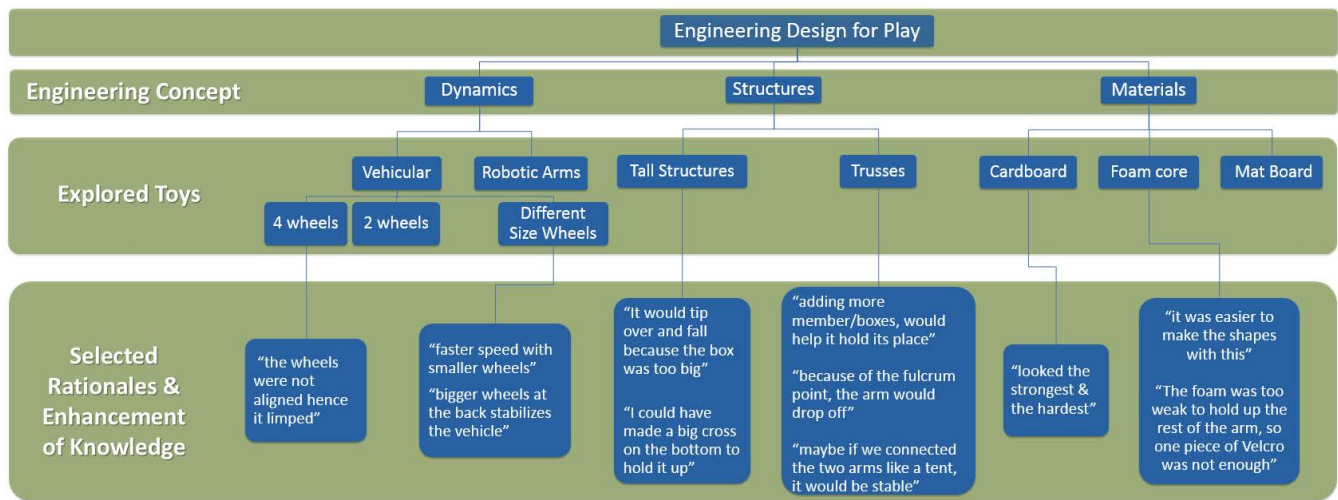 Engineering Design for Play
Engineering Concept
Dynamics
Structures
Materials
Explored Toys
Vehicular
Robotic Arms
Tall Structures
Trusses
Cardboard
Foam core
Mat Board
4 wheels
2 wheels
Different
Size Wheels
Selected
Rationales &
Enhancement
of Knowledge
“the wheels
were not
aligned hence
it limped”
“faster speed with
smaller wheels”
“bigger wheels at
the back stabilizes
the vehicle”
“It would tip
over and fall
because the box
was too big”
“I could have
made a big cross
on the bottom to
hold it up”
“adding more
member/boxes, would
help it hold its place”
“because of the fulcrum
point, the arm would
drop off”
“maybe if we connected
the two arms like a tent,
it would be stable”
“looked the
strongest &
the hardest”
“it was easier to
make the shapes
with this”
“The foam was too
weak to hold up the
rest of the arm, so
one piece of Velcro
was not enough”